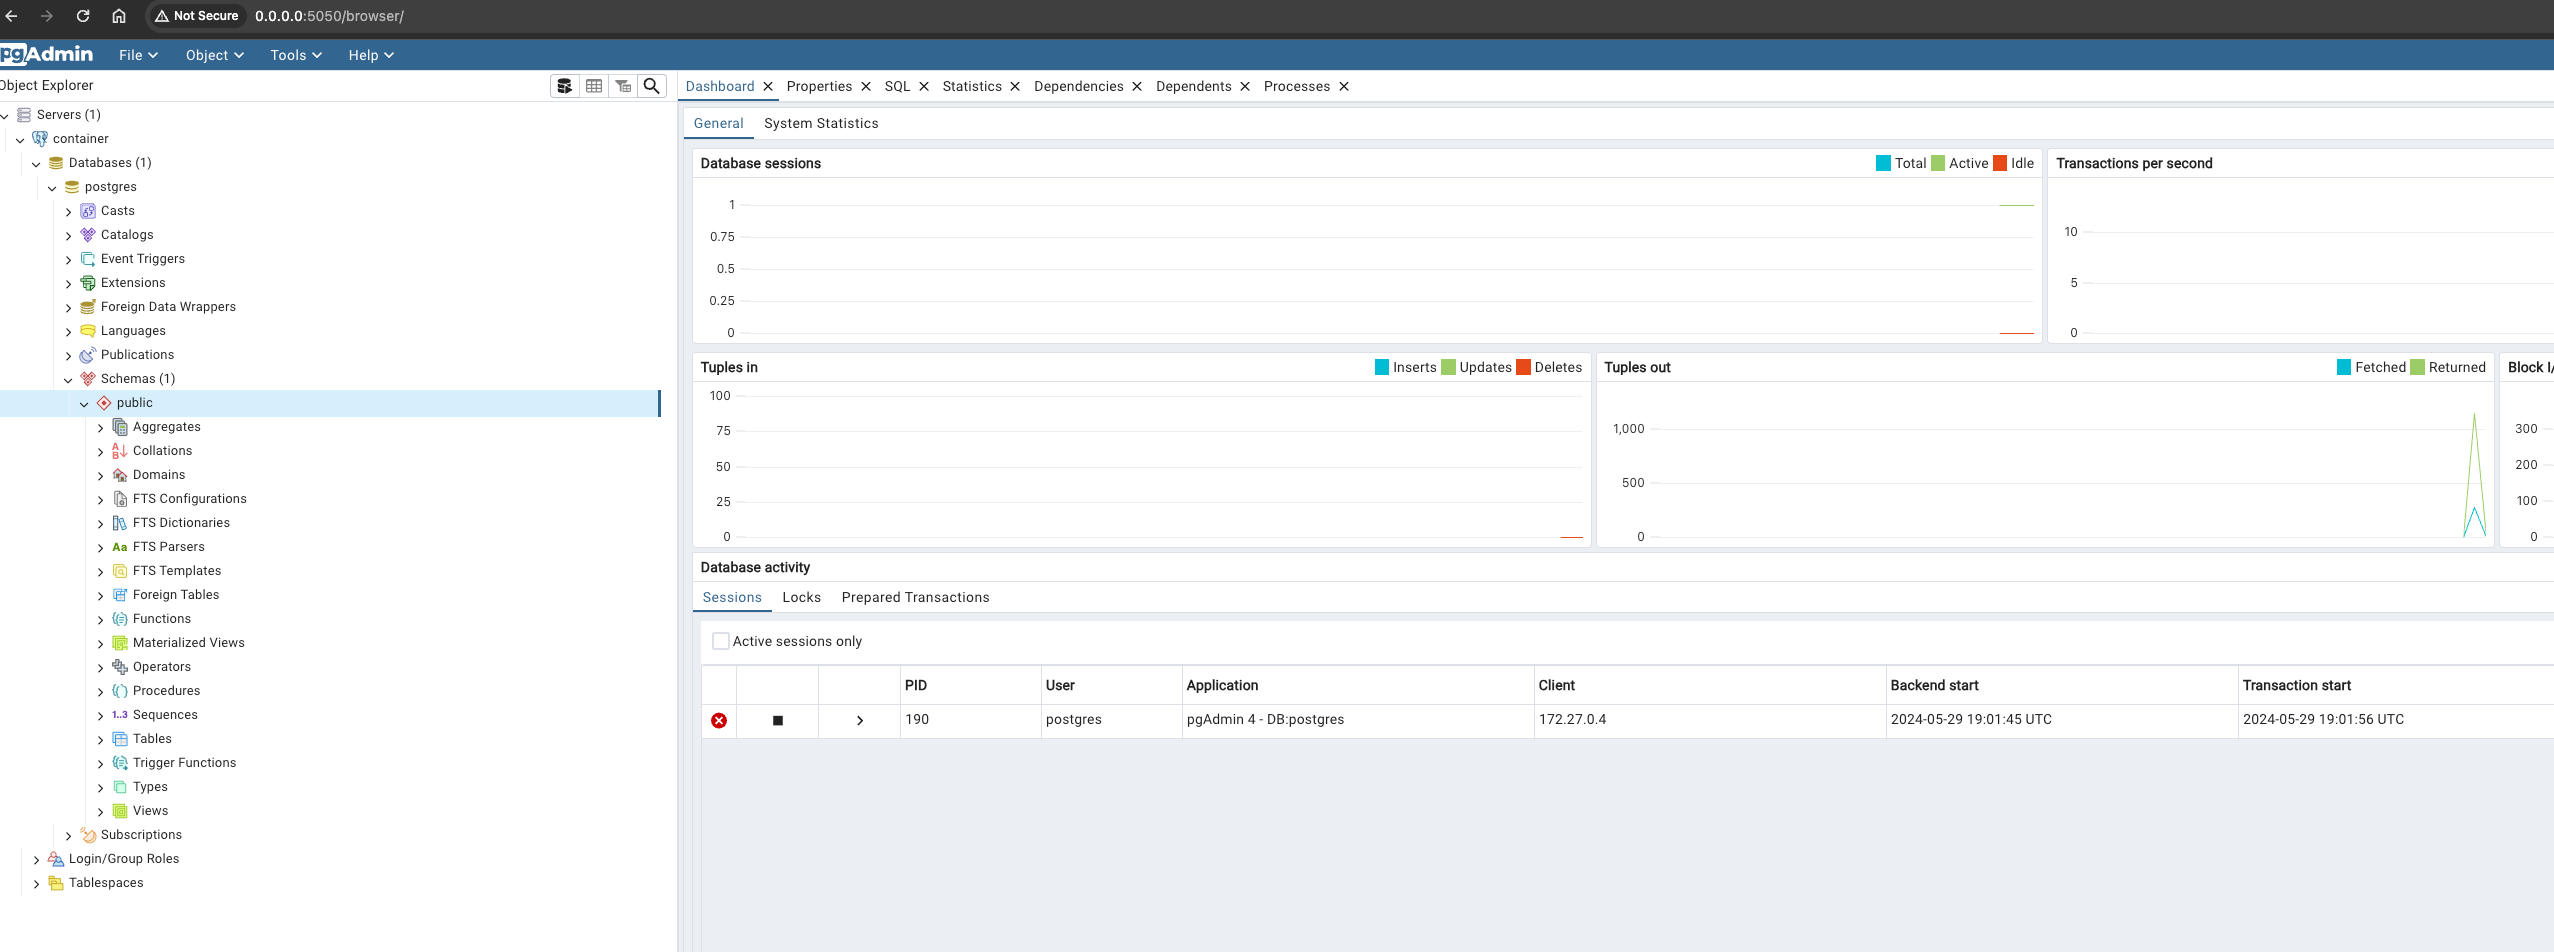 Not Secure 0.0.0.0:5050/browser/
pgAdmin File Object Tools Help
Object Explorer
Servers (1)
container
Databases (1)
postgres
Casts
Catalogs
Event Triggers
Extensions
Foreign Data Wrappers
Languages
Publications
Schemas (1)
public
Aggregates
Collations
Domains
FTS Configurations
FTS Dictionaries
Aa FTS Parsers
FTS Templates
Foreign Tables
Functions
Materialized Views
Operators
Procedures
1..3 Sequences
Tables
Trigger Functions
Types
Views
Subscriptions
Login/Group Roles
Tablespaces
Dashboard Properties SQL Statistics Dependencies Dependents Processes
General System Statistics
Database sessions Total Active Idle
1
0.75
0.5
0.25
0
Transactions per second
10
5
0
Tuples in Inserts Updates Deletes
100
75
50
25
0
Tuples out Fetched Returned
1,000
500
0
Block I/
300
200
100
0
Database activity
Sessions Locks Prepared Transactions
Active sessions only
PID User Application Client Backend start Transaction start
190 postgres pgAdmin 4 - DB:postgres 172.27.0.4 2024-05-29 19:01:45 UTC 2024-05-29 19:01:56 UTC